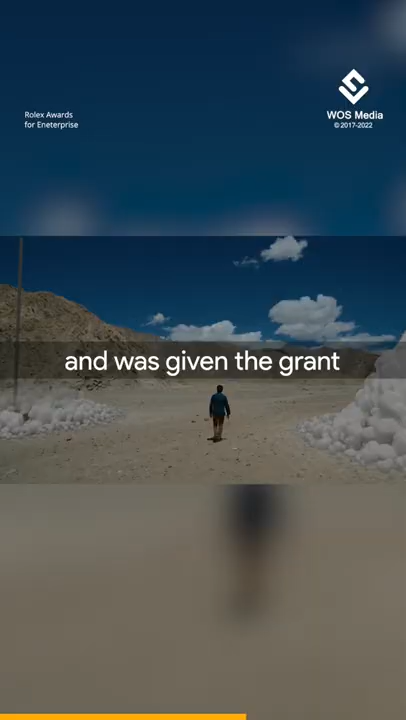 Rolex Awards
for Eneterprise
WOS Media
©2017-2022
and was given the grant